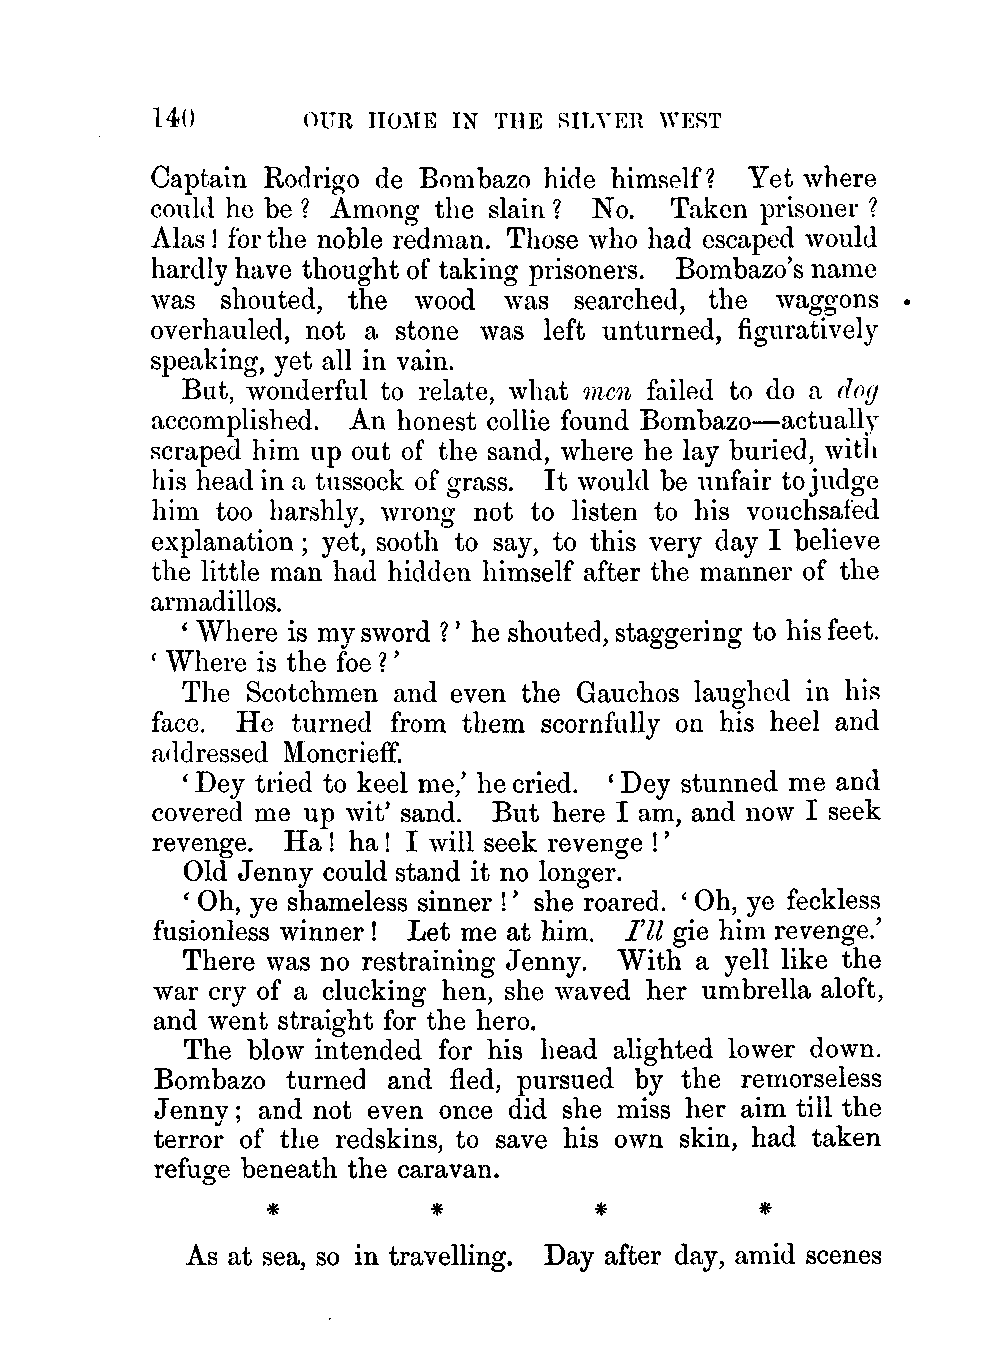 140 OUR HOME IN THE SILVER WEST
Captain Rodrigo de Bombazo hide himself? Yet where
could he be? Among the slain? No. Taken prisoner?
Alas! for the noble redman. Those who had escaped would
hardly have thought of taking prisoners. Bombazo's name
was shouted, the wood was searched, the waggons
overhauled, not a stone was left unturned, figuratively
speaking, yet all in vain.
But, wonderful to relate, what men failed to do a dog
accomplished. An honest collie found Bombazo—actually
scraped him up out of the sand, where he lay buried, with
his head in a tussock of grass. It would be unfair to judge
him too harshly, wrong not to listen to his vouchsafed
explanation; yet, sooth to say, to this very day I believe
the little man had hidden himself after the manner of the
armadillos.
'Where is my sword?' he shouted, staggering to his feet.
'Where is the foe?'
The Scotchmen and even the Gauchos laughed in his
face. He turned from them scornfully on his heel and
addressed Moncrieff.
'Dey tried to keel me,' he cried. 'Dey stunned me and
covered me up wit' sand. But here I am, and now I seek
revenge. Ha! ha! I will seek revenge!'
Old Jenny could stand it no longer.
'Oh, ye shameless sinner!' she roared. 'Oh, ye feckless
fusionless winner! Let me at him. I'll gie him revenge.'
There was no restraining Jenny. With a yell like the
war cry of a clucking hen, she waved her umbrella aloft,
and went straight for the hero.
The blow intended for his head alighted lower down.
Bombazo turned and fled, pursued by the remorseless
Jenny; and not even once did she miss her aim till the
terror of the redskins, to save his own skin, had taken
refuge beneath the caravan.
* * * *
As at sea, so in travelling. Day after day, amid scenes